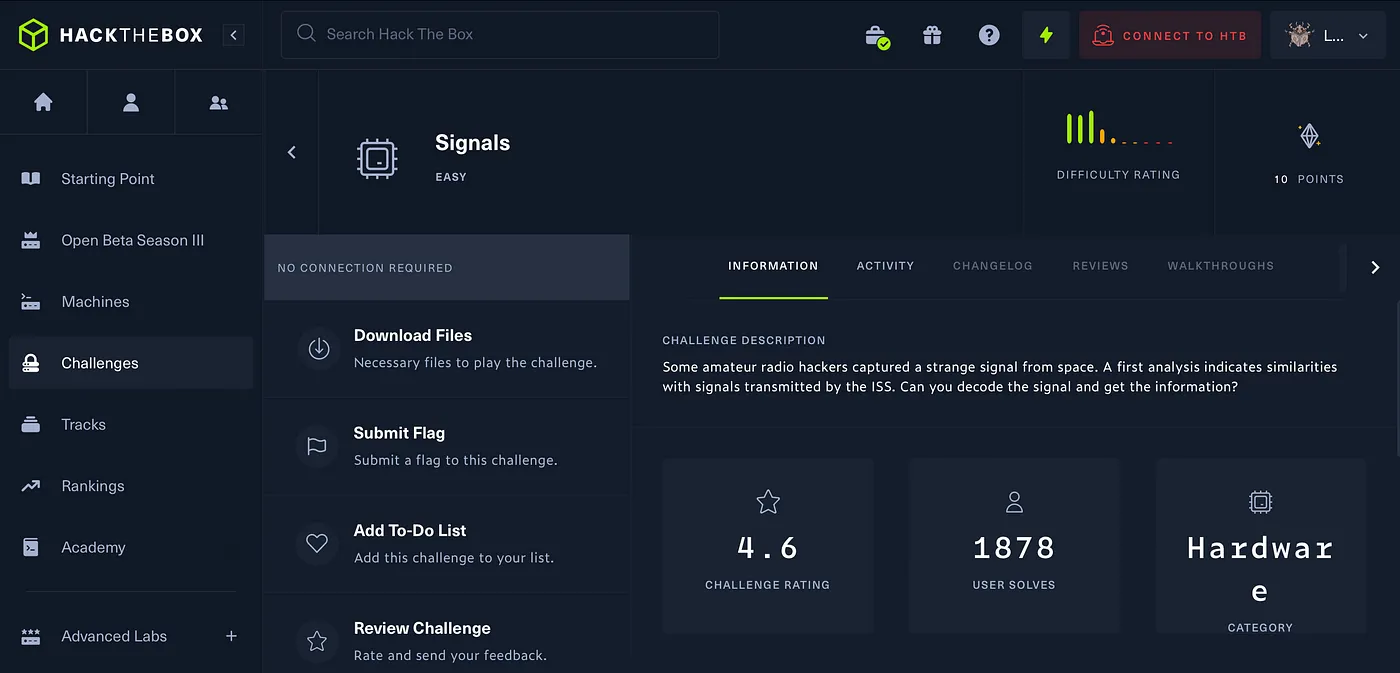 HACKTHEBOX
Search Hack The Box
CONNECT TO HTB
L...
Starting Point
Open Beta Season III
Machines
Challenges
Tracks
Rankings
Academy
Advanced Labs
Signals
EASY
DIFFICULTY RATING
10 POINTS
NO CONNECTION REQUIRED
Download Files
Necessary files to play the challenge.
Submit Flag
Submit a flag to this challenge.
Add To-Do List
Add this challenge to your list.
Review Challenge
Rate and send your feedback.
INFORMATION ACTIVITY CHANGELOG REVIEWS WALKTHROUGHS
CHALLENGE DESCRIPTION
Some amateur radio hackers captured a strange signal from space. A first analysis indicates similarities
with signals transmitted by the ISS. Can you decode the signal and get the information?
4.6
CHALLENGE RATING
1878
USER SOLVES
Hardwar
e
CATEGORY